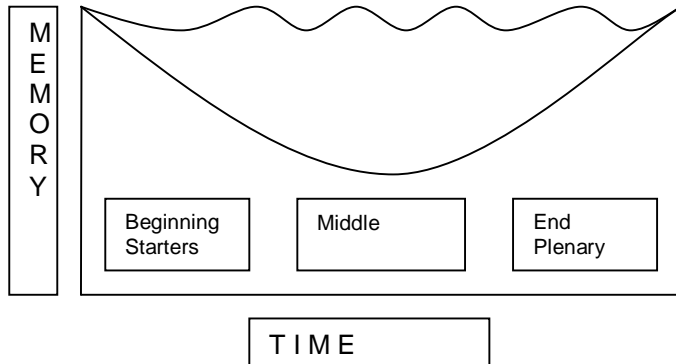 M
E
M
O
R
Y
Beginning
Starters
Middle
End
Plenary
T I M E